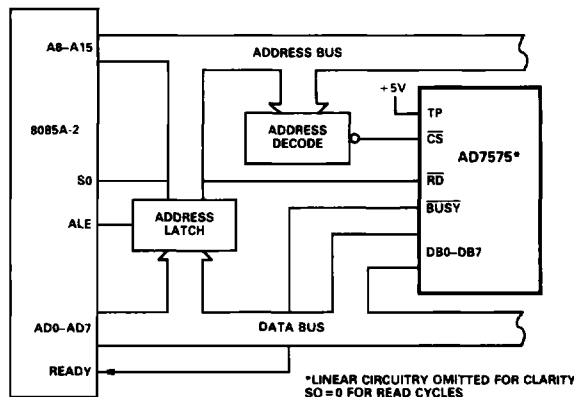 A8–A15
ADDRESS BUS
+5V
TP
8085A-2
ADDRESS
DECODE
CS
AD7575*
S0
RD
ALE
ADDRESS
LATCH
BUSY
DB0–DB7
AD0–AD7
DATA BUS
READY
*LINEAR CIRCUITRY OMITTED FOR CLARITY
SO = 0 FOR READ CYCLES